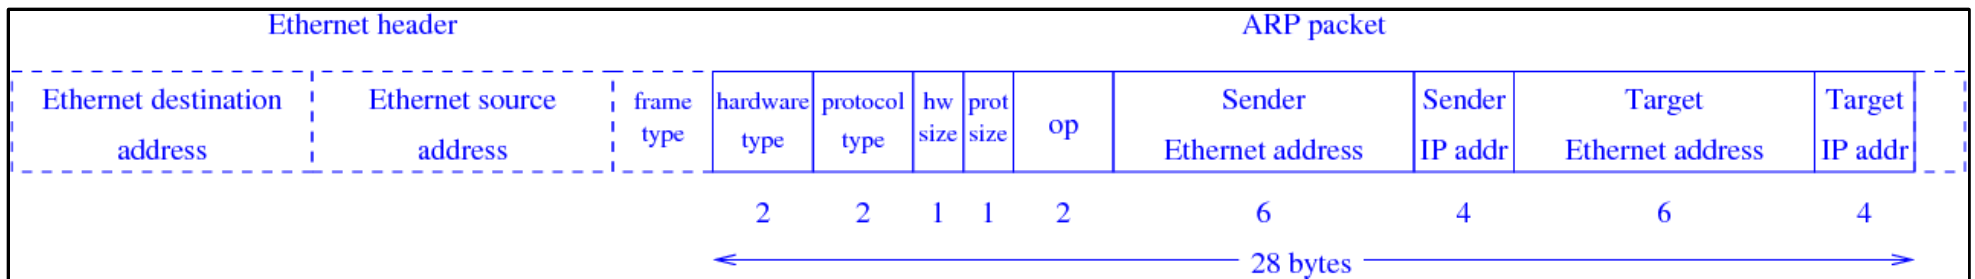 Ethernet header
ARP packet
Ethernet destination address
Ethernet source address
frame type
hardware type
protocol type
hw size
prot size
op
Sender Ethernet address
Sender IP addr
Target Ethernet address
Target IP addr
2 2 1 1 2 6 4 6 4
28 bytes